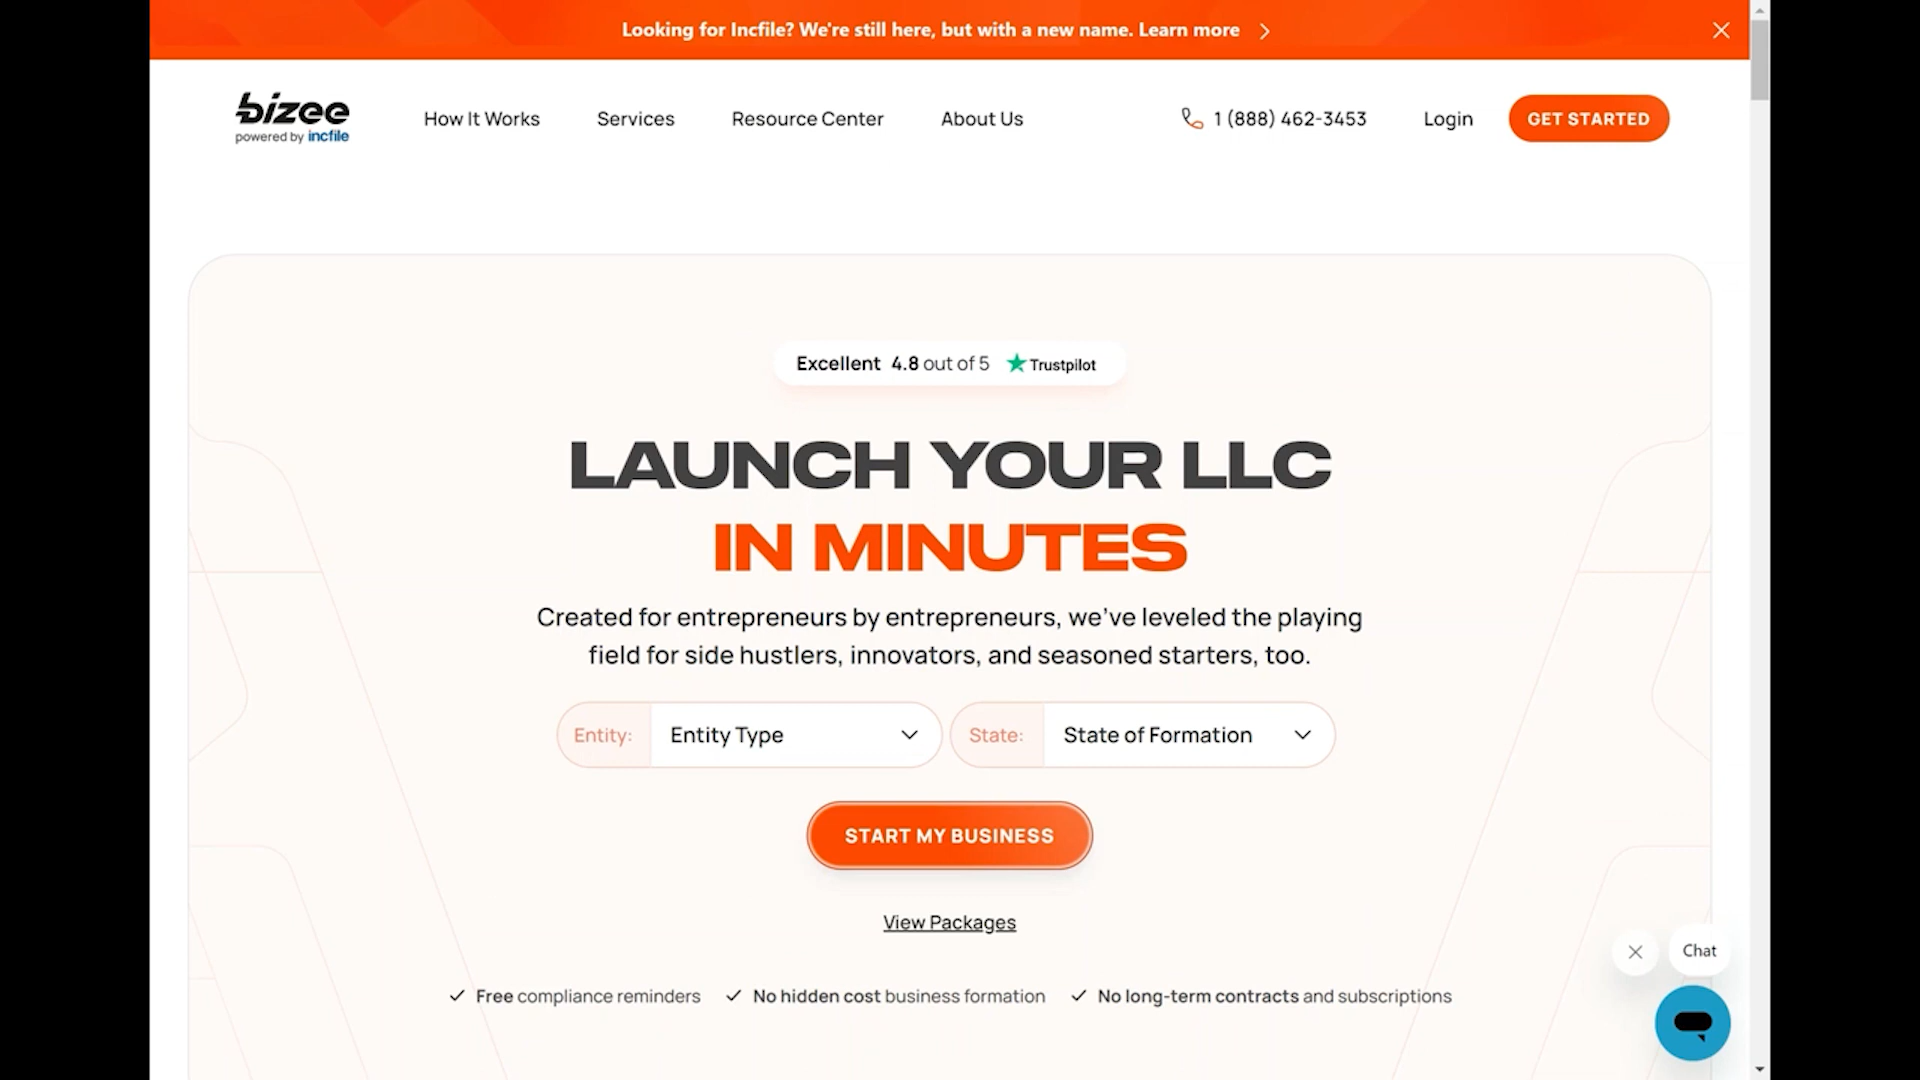 Looking for Incfile? We're still here, but with a new name. Learn more
bizee
powered by incfile
How It Works
Services
Resource Center
About Us
1 (888) 462-3453
Login
GET STARTED
Excellent 4.8 out of 5 Trustpilot
LAUNCH YOUR LLC
IN MINUTES
Created for entrepreneurs by entrepreneurs, we've leveled the playing
field for side hustlers, innovators, and seasoned starters, too.
Entity: Entity Type
State: State of Formation
START MY BUSINESS
View Packages
Free compliance reminders
No hidden cost business formation
No long-term contracts and subscriptions
Chat